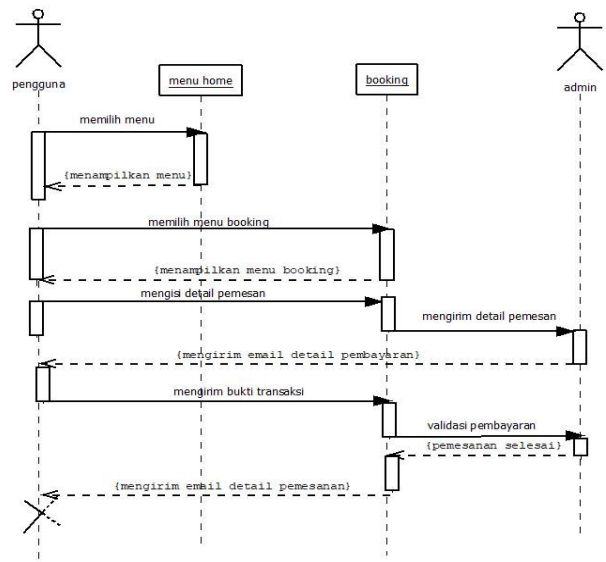 pengguna
menu home
booking
admin
memilih menu
{menampilkan menu}
memilih menu booking
{menampilkan menu booking}
mengisi detail pemesan
mengirim detail pemesan
{mengirim email detail pembayaran}
mengirim bukti transaksi
validasi pembayaran
{pemesanan selesai}
{mengirim email detail pemesanan}